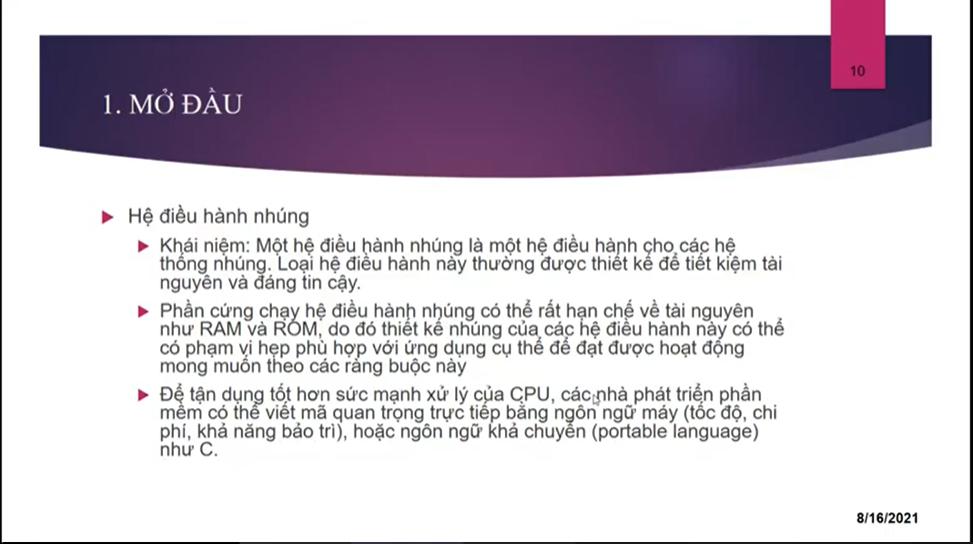 10
1. MỞ ĐẦU
Hệ điều hành nhúng
Khái niệm: Một hệ điều hành nhúng là một hệ điều hành cho các hệ
thống nhúng. Loại hệ điều hành này thường được thiết kế để tiết kiệm tài
nguyên và đáng tin cậy.
Phần cứng chạy hệ điều hành nhúng có thể rất hạn chế về tài nguyên
như RAM và ROM, do đó thiết kế nhúng của các hệ điều hành này có thể
có phạm vi hẹp phù hợp với ứng dụng cụ thể để đạt được hoạt động
mong muốn theo các ràng buộc này
Để tận dụng tốt hơn sức mạnh xử lý của CPU, các nhà phát triển phần
mềm có thể viết mã quan trọng trực tiếp bằng ngôn ngữ máy (tốc độ, chi
phí, khả năng bảo trì), hoặc ngôn ngữ khả chuyển (portable language)
như C.
8/16/2021